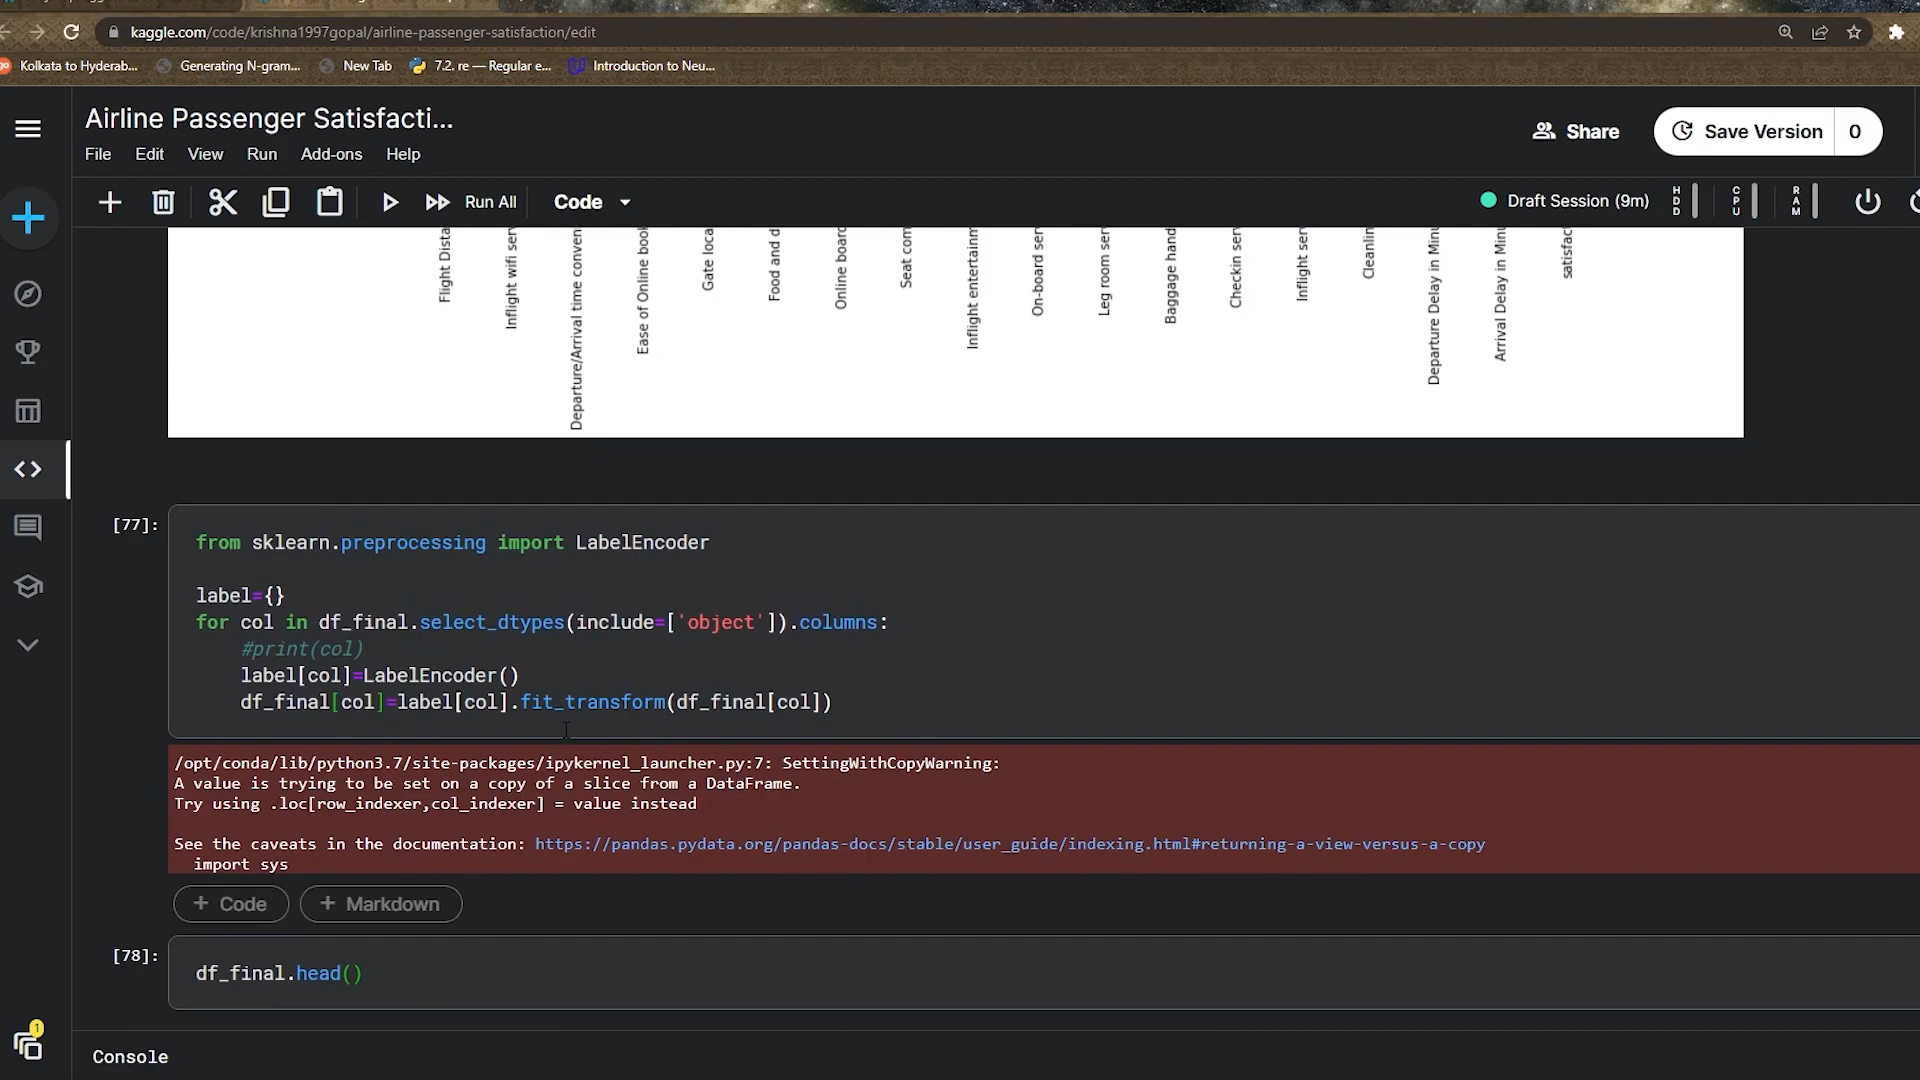 kaggle.com/code/krishna1997gopal/airline-passenger-satisfaction/edit
Kolkata to Hyderab... Generating N-gram... New Tab 7.2. re — Regular e... Introduction to Neu...
Airline Passenger Satisfacti...
Share
Save Version 0
File Edit View Run Add-ons Help
Run All Code
Draft Session (9m) HDD CPU RAM
Flight Dista
Inflight wifi serv
Departure/Arrival time conven
Ease of Online book
Gate loca
Food and d
Online board
Seat com
Inflight entertainm
On-board ser
Leg room ser
Baggage hand
Checkin ser
Inflight ser
Cleanlin
Departure Delay in Minu
Arrival Delay in Minu
satisfac
[77]:
from sklearn.preprocessing import LabelEncoder
label={}
for col in df_final.select_dtypes(include=['object']).columns:
#print(col)
label[col]=LabelEncoder()
df_final[col]=label[col].fit_transform(df_final[col])
/opt/conda/lib/python3.7/site-packages/ipykernel_launcher.py:7: SettingWithCopyWarning:
A value is trying to be set on a copy of a slice from a DataFrame.
Try using .loc[row_indexer,col_indexer] = value instead
See the caveats in the documentation: https://pandas.pydata.org/pandas-docs/stable/user_guide/indexing.html#returning-a-view-versus-a-copy
import sys
+ Code + Markdown
[78]:
df_final.head()
1
Console